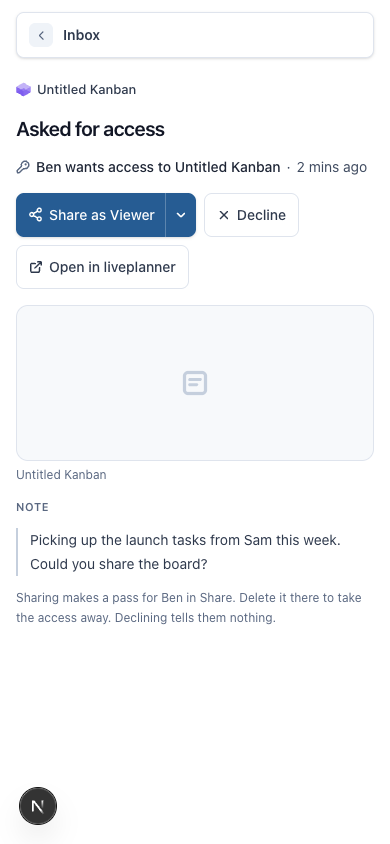 Inbox
Untitled Kanban
Asked for access
Ben wants access to Untitled Kanban · 2 mins ago
Share as Viewer
Decline
Open in liveplanner
Untitled Kanban
NOTE
Picking up the launch tasks from Sam this week.
Could you share the board?
Sharing makes a pass for Ben in Share. Delete it there to take
the access away. Declining tells them nothing.
N